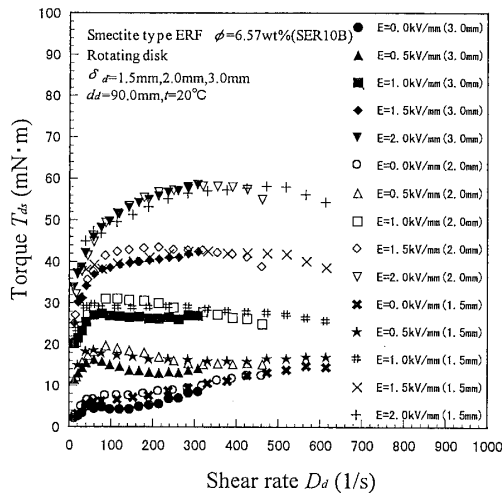 Smectite type ERF ϕ=6.57wt%(SER10B)
Rotating disk
δd=1.5mm,2.0mm,3.0mm
dd=90.0mm,t=20°C
E=0.0kV/mm(3.0mm)
E=0.5kV/mm(3.0mm)
E=1.0kV/mm(3.0mm)
E=1.5kV/mm(3.0mm)
E=2.0kV/mm(3.0mm)
E=0.0kV/mm(2.0mm)
E=0.5kV/mm(2.0mm)
E=1.0kV/mm(2.0mm)
E=1.5kV/mm(2.0mm)
E=2.0kV/mm(2.0mm)
E=0.0kV/mm(1.5mm)
E=0.5kV/mm(1.5mm)
E=1.0kV/mm(1.5mm)
E=1.5kV/mm(1.5mm)
E=2.0kV/mm(1.5mm)
Torque Tds (mN·m)
100
90
80
70
60
50
40
30
20
10
0
0 100 200 300 400 500 600 700 800 900 1000
Shear rate Dd (1/s)